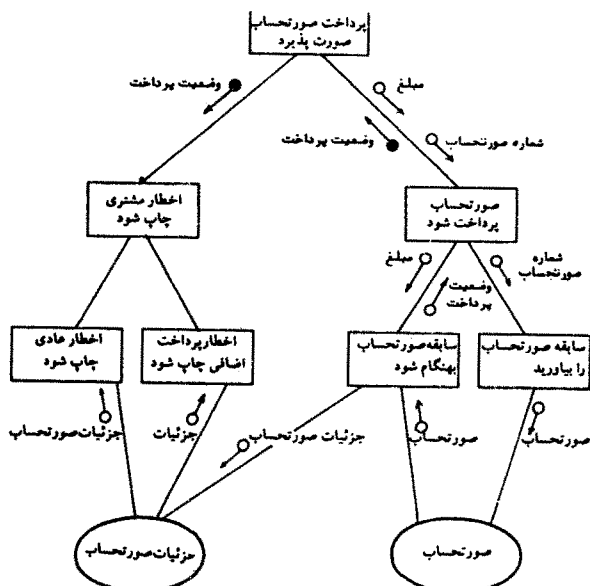 پرداخت صورتحساب
صورت پذیرد
وضعیت پرداخت
مبلغ
وضعیت پرداخت
شماره صورتحساب
اخطار مشتری
چاپ شود
صورتحساب
پرداخت شود
مبلغ
شماره
صورتحساب
وضعیت
پرداخت
اخطار عادی
چاپ شود
اخطار پرداخت
اضافی چاپ شود
سابقه صورتحساب
بهنگام شود
سابقه صورتحساب
را بیاورید
جزئیات صورتحساب
جزئیات
جزئیات صورتحساب
صورتحساب
صورتحساب
جزئیات صورتحساب
صورتحساب